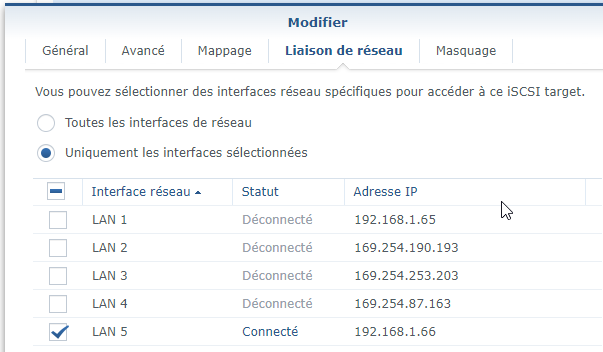 Modifier
Général Avancé Mappage Liaison de réseau Masquage
Vous pouvez sélectionner des interfaces réseau spécifiques pour accéder à ce iSCSI target.
Toutes les interfaces de réseau
Uniquement les interfaces sélectionnées
Interface réseau Statut Adresse IP
LAN 1 Déconnecté 192.168.1.65
LAN 2 Déconnecté 169.254.190.193
LAN 3 Déconnecté 169.254.253.203
LAN 4 Déconnecté 169.254.87.163
LAN 5 Connecté 192.168.1.66